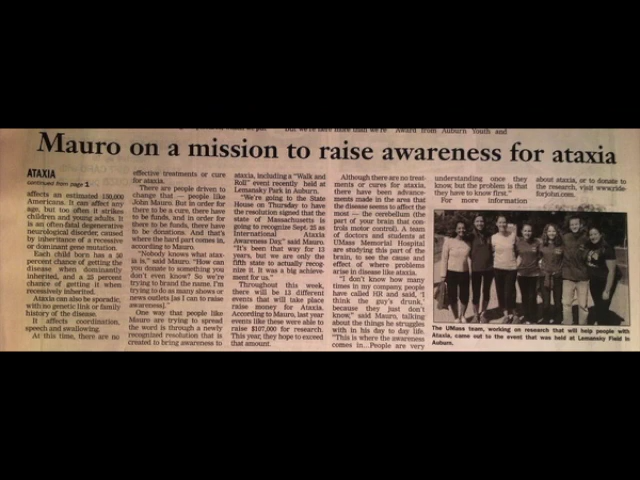 Award from Auburn Youth and
Mauro on a mission to raise awareness for ataxia
ATAXIA
continued from page 1
affects an estimated 150,000
Americans. It can affect any
age, but too often it strikes
children and young adults. It
is an often-fatal degenerative
neurological disorder, caused
by inheritance of a recessive
or dominant gene mutation.
Each child born has a 50
percent chance of getting the
disease when dominantly
inherited, and a 25 percent
chance of getting it when
recessively inherited.
Ataxia can also be sporadic,
with no genetic link or family
history of the disease.
It affects coordination,
speech and swallowing.
At this time, there are no
effective treatments or cure
for ataxia.
There are people driven to
change that — people like
John Mauro. But in order for
there to be a cure, there have
to be funds, and in order for
there to be funds, there have
to be donations. And that's
where the hard part comes in,
according to Mauro.
"Nobody knows what atax-
ia is," said Mauro. "How can
you donate to something you
don't even know? So we're
trying to brand the name. I'm
trying to do as many shows or
news outlets [as I can to raise
awareness]."
One way that people like
Mauro are trying to spread
the word is through a newly
recognized resolution that is
created to bring awareness to
ataxia, including a "Walk and
Roll" event recently held at
Lemansky Park in Auburn.
"We're going to the State
House on Thursday to have
the resolution signed that the
state of Massachusetts is
going to recognize Sept. 25 as
International Ataxia
Awareness Day," said Mauro.
"It's been that way for 13
years, but we are only the
fifth state to actually recog-
nize it. It was a big achieve-
ment for us."
Throughout this week,
there will be 12 different
events that will take place
raise money for Ataxia.
According to Mauro, last year
events like these were able to
raise $107,000 for research.
This year, they hope to exceed
that amount.
Although there are no treat-
ments or cures for ataxia,
there have been advance-
ments made in the area that
the disease seems to affect the
most — the cerebellum (the
part of your brain that con-
trols motor control). A team
of doctors and students at
UMass Memorial Hospital
are studying this part of the
brain, to see the cause and
effect of where problems
arise in disease like ataxia.
"I don't know how many
times in my company people
have called HR and said, 'I
think the guy's drunk,'
because they just don't
know," said Mauro, talking
about the things he struggles
with in his day to day life.
"This is where the awareness
comes in...People are very
understanding once they
know, but the problem is that
they have to know first."
For more information
about ataxia, or to donate to
the research, visit www.ride-
forjohn.com.
The UMass team, working on research that will help people with
Ataxia, came out to the event that was held at Lemansky Field in
Auburn.